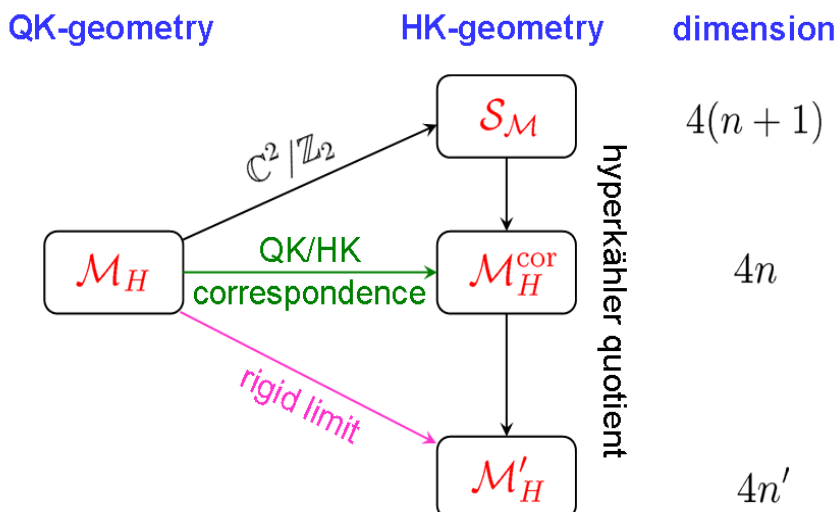 QK-geometry HK-geometry dimension
𝒮_ℳ 4(n + 1)
ℂ²/ℤ₂
hyperkähler quotient
ℳ_H QK/HK ℳ_H^cor 4n
correspondence
rigid limit
ℳ′_H 4n′